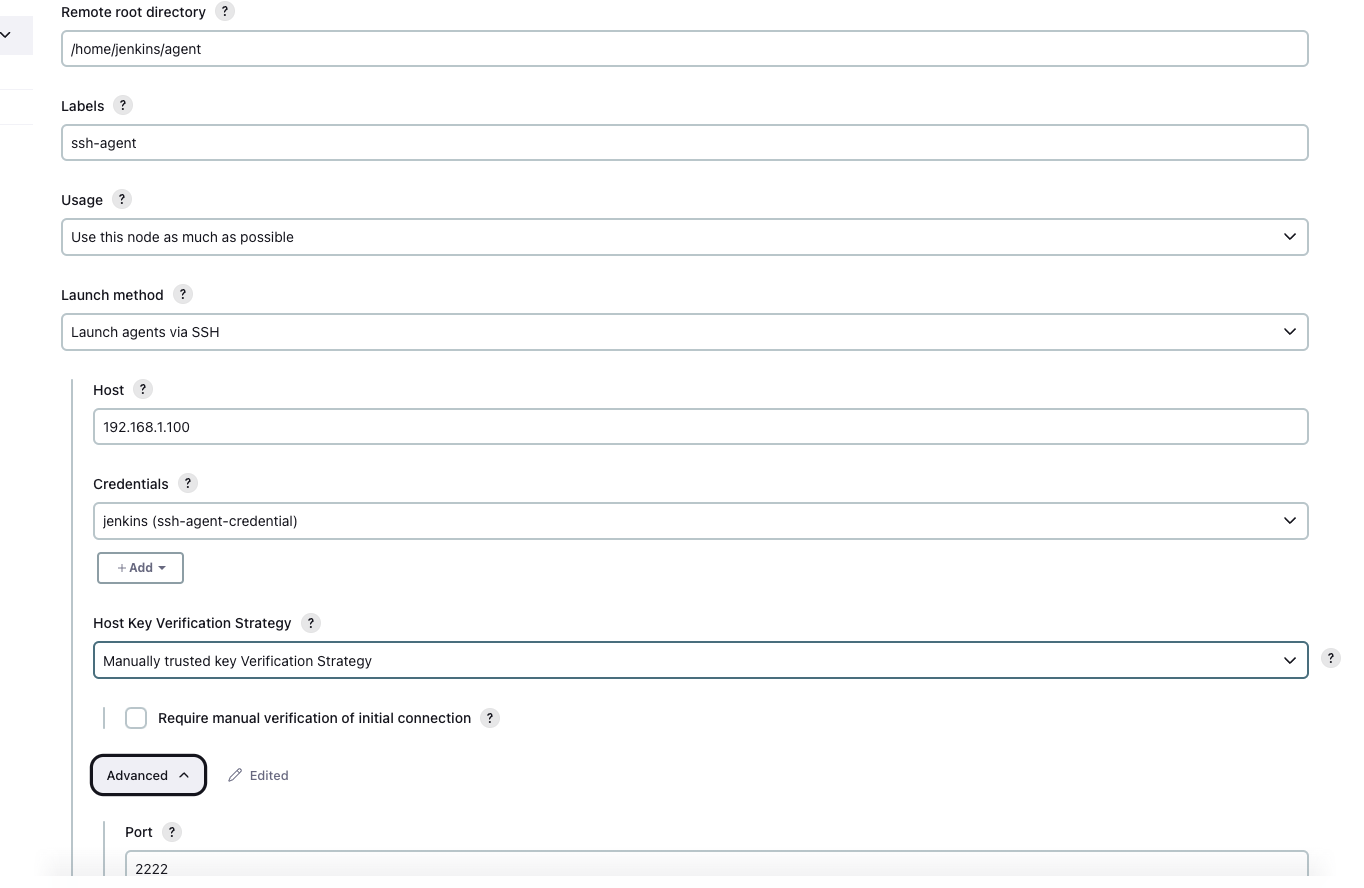 Remote root directory ?
/home/jenkins/agent
Labels ?
ssh-agent
Usage ?
Use this node as much as possible
Launch method ?
Launch agents via SSH
Host ?
192.168.1.100
Credentials ?
jenkins (ssh-agent-credential)
+ Add
Host Key Verification Strategy ?
Manually trusted key Verification Strategy ?
Require manual verification of initial connection ?
Advanced Edited
Port ?
2222